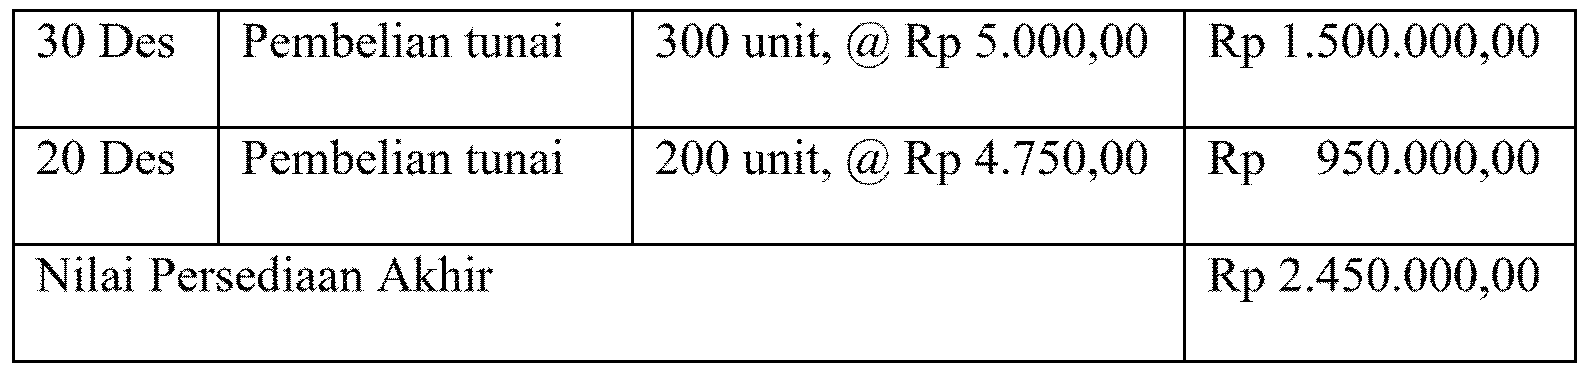 30 Des Pembelian tunai 300 unit, @ Rp 5.000,00 Rp 1.500.000,00
20 Des Pembelian tunai 200 unit, @ Rp 4.750,00 Rp 950.000,00
Nilai Persediaan Akhir Rp 2.450.000,00